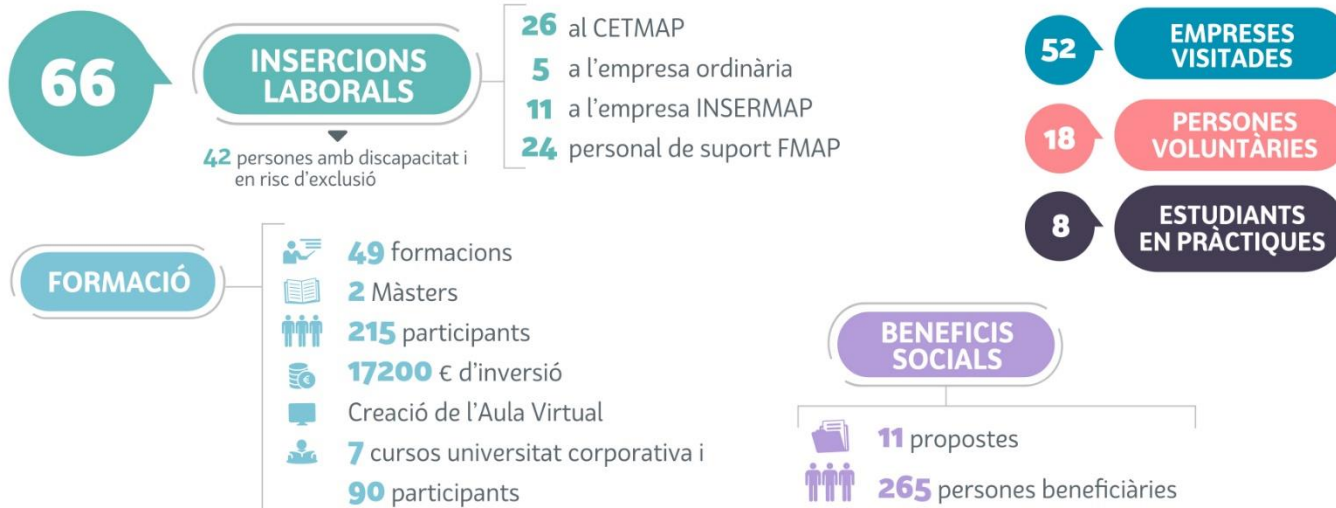 66
INSERCIONS
LABORALS
42 persones amb discapacitat i
en risc d'exclusió
26 al CETMAP
5 a l'empresa ordinària
11 a l'empresa INSERMAP
24 personal de suport FMAP
52
EMPRESES
VISITADES
18
PERSONES
VOLUNTÀRIES
8
ESTUDIANTS
EN PRÀCTIQUES
FORMACIÓ
49 formacions
2 Màsters
215 participants
17200 € d'inversió
Creació de l'Aula Virtual
7 cursos universitat corporativa i
90 participants
BENEFICIS
SOCIALS
11 propostes
265 persones beneficiàries